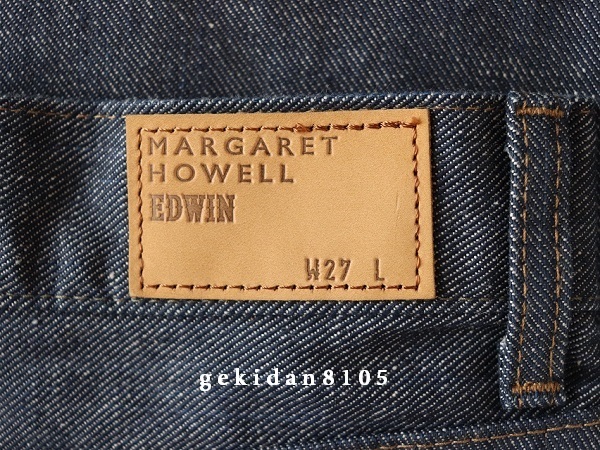 MARGARET
HOWELL
EDWIN
W27 L
gekidan8105